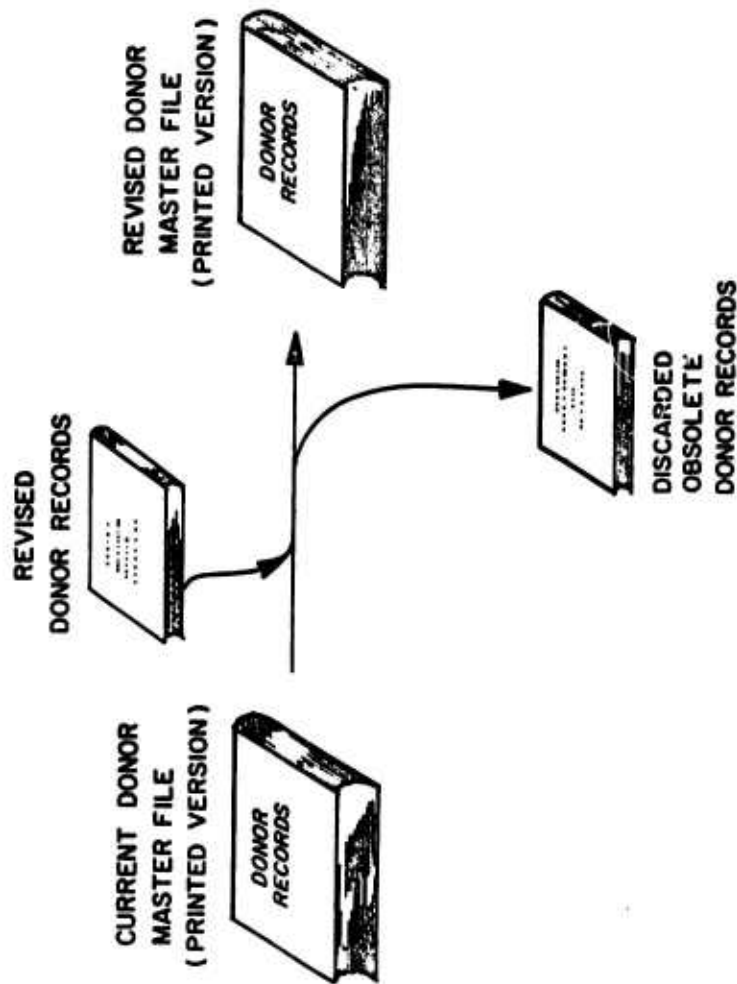 CURRENT DONOR
MASTER FILE
(PRINTED VERSION)
DONOR
RECORDS
REVISED
DONOR RECORDS
REVISED DONOR
MASTER FILE
(PRINTED VERSION)
DONOR
RECORDS
DISCARDED
OBSOLETE
DONOR RECORDS